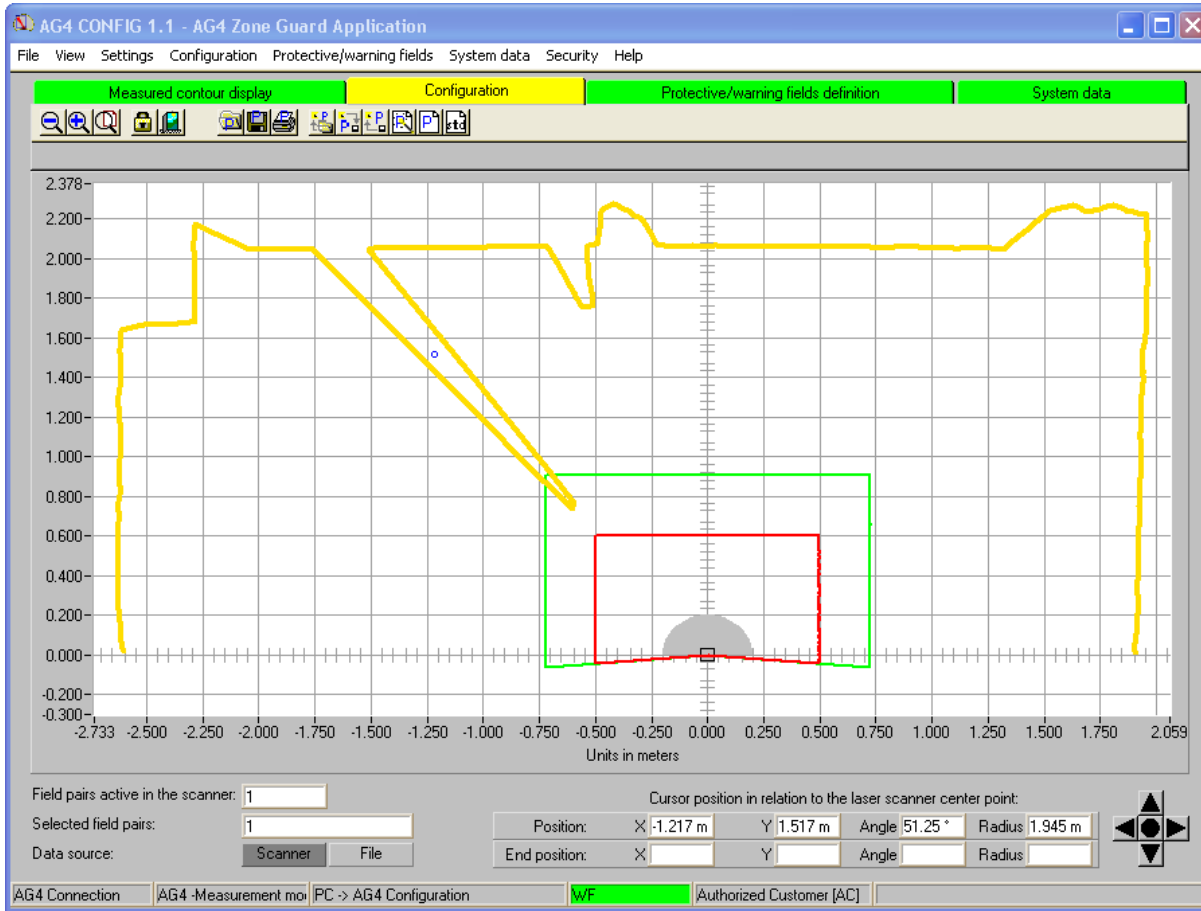 AG4 CONFIG 1.1 - AG4 Zone Guard Application
File View Settings Configuration Protective/warning fields System data Security Help
Measured contour display Configuration Protective/warning fields definition System data
P P P P P std
2.378
2.200
2.000
1.800
1.600
1.400
1.200
1.000
0.800
0.600
0.400
0.200
0.000
-0.200
-0.300
-2.733 -2.500 -2.250 -2.000 -1.750 -1.500 -1.250 -1.000 -0.750 -0.500 -0.250 0.000 0.250 0.500 0.750 1.000 1.250 1.500 1.750 2.059
Units in meters
Field pairs active in the scanner: 1
Cursor position in relation to the laser scanner center point:
Selected field pairs: 1
Position: X -1.217 m Y 1.517 m Angle 51.25 ° Radius 1.945 m
Data source: Scanner File
End position: X Y Angle Radius
AG4 Connection AG4 -Measurement mo PC -> AG4 Configuration WF Authorized Customer [AC]